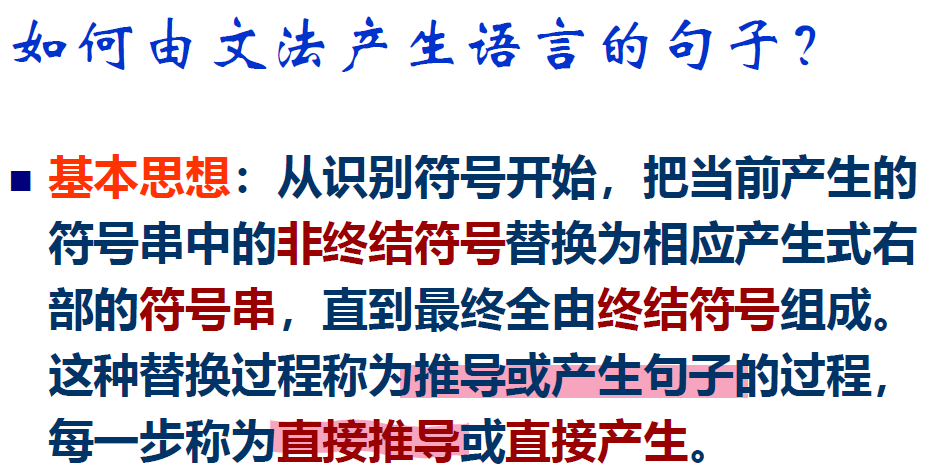 如何由文法产生语言的句子？
基本思想：从识别符号开始，把当前产生的
符号串中的非终结符号替换为相应产生式右
部的符号串，直到最终全由终结符号组成。
这种替换过程称为推导或产生句子的过程，
每一步称为直接推导或直接产生。